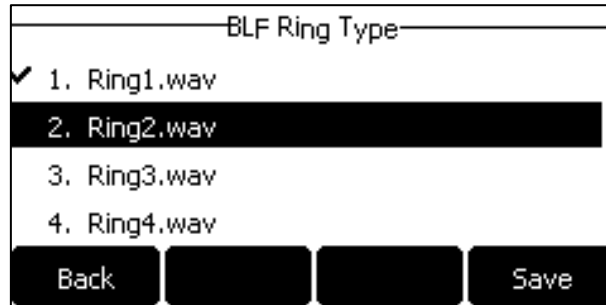 BLF Ring Type
1. Ring1.wav
2. Ring2.wav
3. Ring3.wav
4. Ring4.wav
Back Save